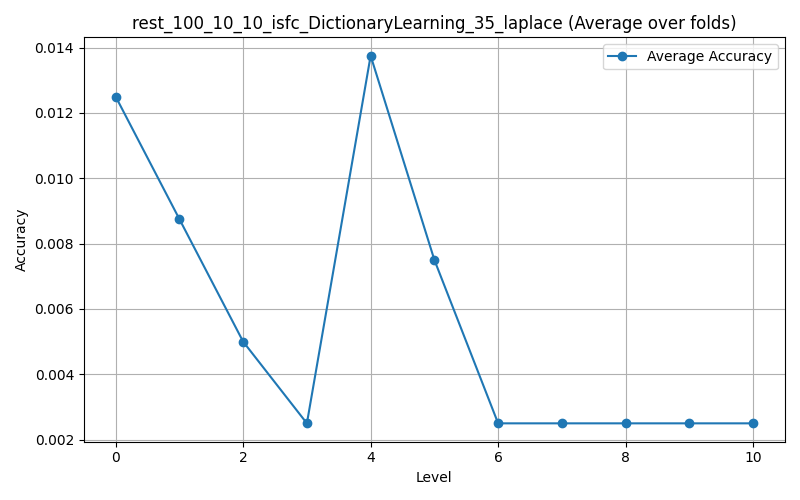 rest_100_10_10_isfc_DictionaryLearning_35_laplace (Average over folds)
Average Accuracy
Accuracy
0.014
0.012
0.010
0.008
0.006
0.004
0.002
0 2 4 6 8 10
Level